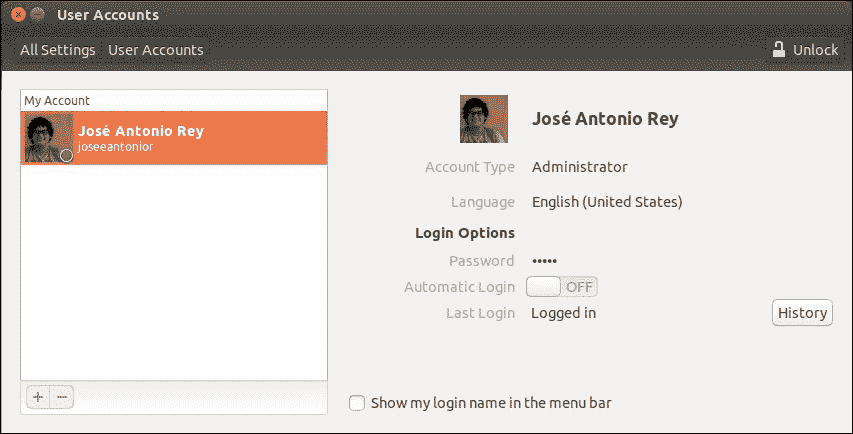 User Accounts
All Settings User Accounts Unlock
My Account
José Antonio Rey
joseeantonior
José Antonio Rey
Account Type Administrator
Language English (United States)
Login Options
Password •••••
Automatic Login OFF
Last Login Logged in History
+ −
Show my login name in the menu bar